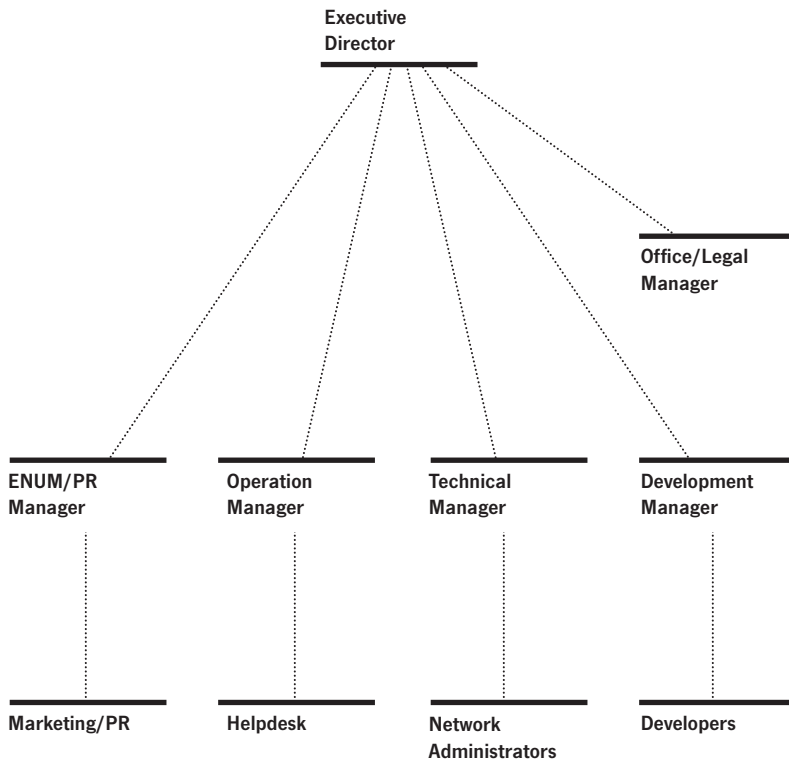 Executive
Director
Office/Legal
Manager
ENUM/PR
Manager
Operation
Manager
Technical
Manager
Development
Manager
Marketing/PR
Helpdesk
Network
Administrators
Developers